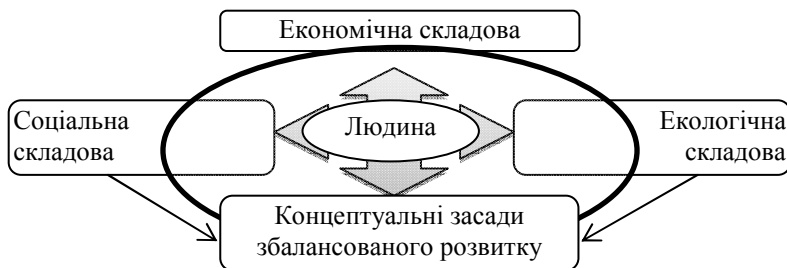 Економічна складова
Соціальна
складова
Людина
Екологічна
складова
Концептуальні засади
збалансованого розвитку